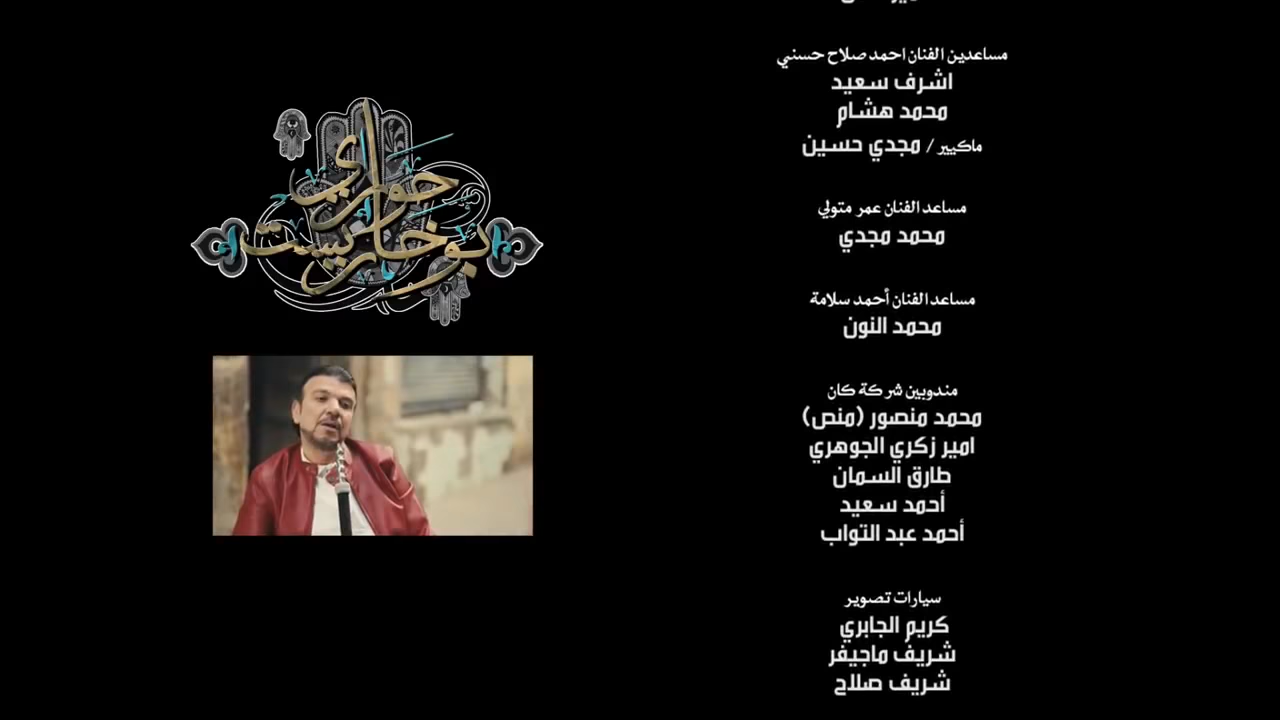 حواري
بوخاريست
مساعدين الفنان احمد صلاح حسني
اشرف سعيد
محمد هشام
ماكيير / مجدي حسين
مساعد الفنان عمر متولي
محمد مجدي
مساعد الفنان أحمد سلامة
محمد النون
مندوبين شركة كان
محمد منصور (منص)
امير زكري الجوهري
طارق السمان
أحمد سعيد
أحمد عبد التواب
سيارات تصوير
كريم الجابري
شريف ماجيفر
شريف صلاح